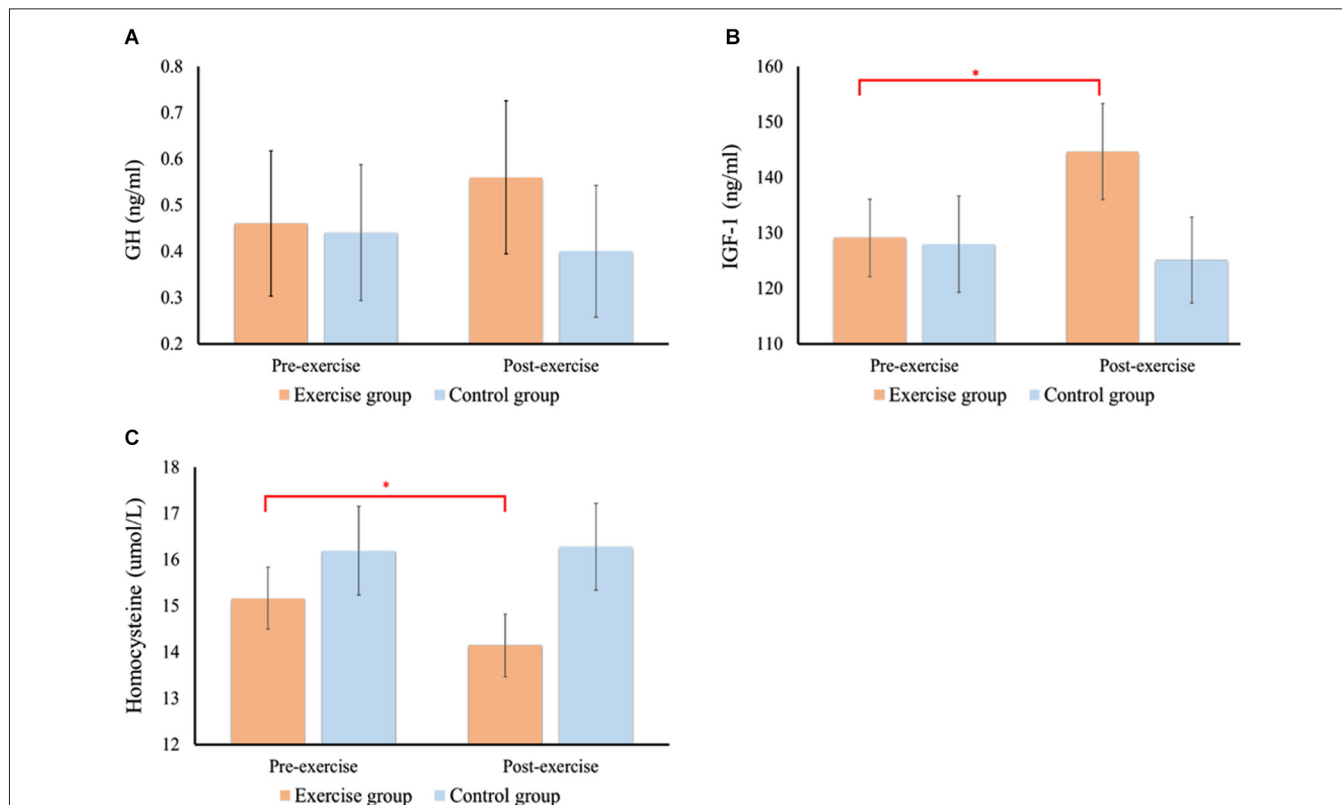 A
0.8
0.7
0.6
0.5
0.4
0.3
0.2
GH (ng/ml)
Pre-exercise Post-exercise
Exercise group Control group
B
160
150
140
130
120
110
IGF-1 (ng/ml)
*
Pre-exercise Post-exercise
Exercise group Control group
C
18
17
16
15
14
13
12
Homocysteine (umol/L)
*
Pre-exercise Post-exercise
Exercise group Control group